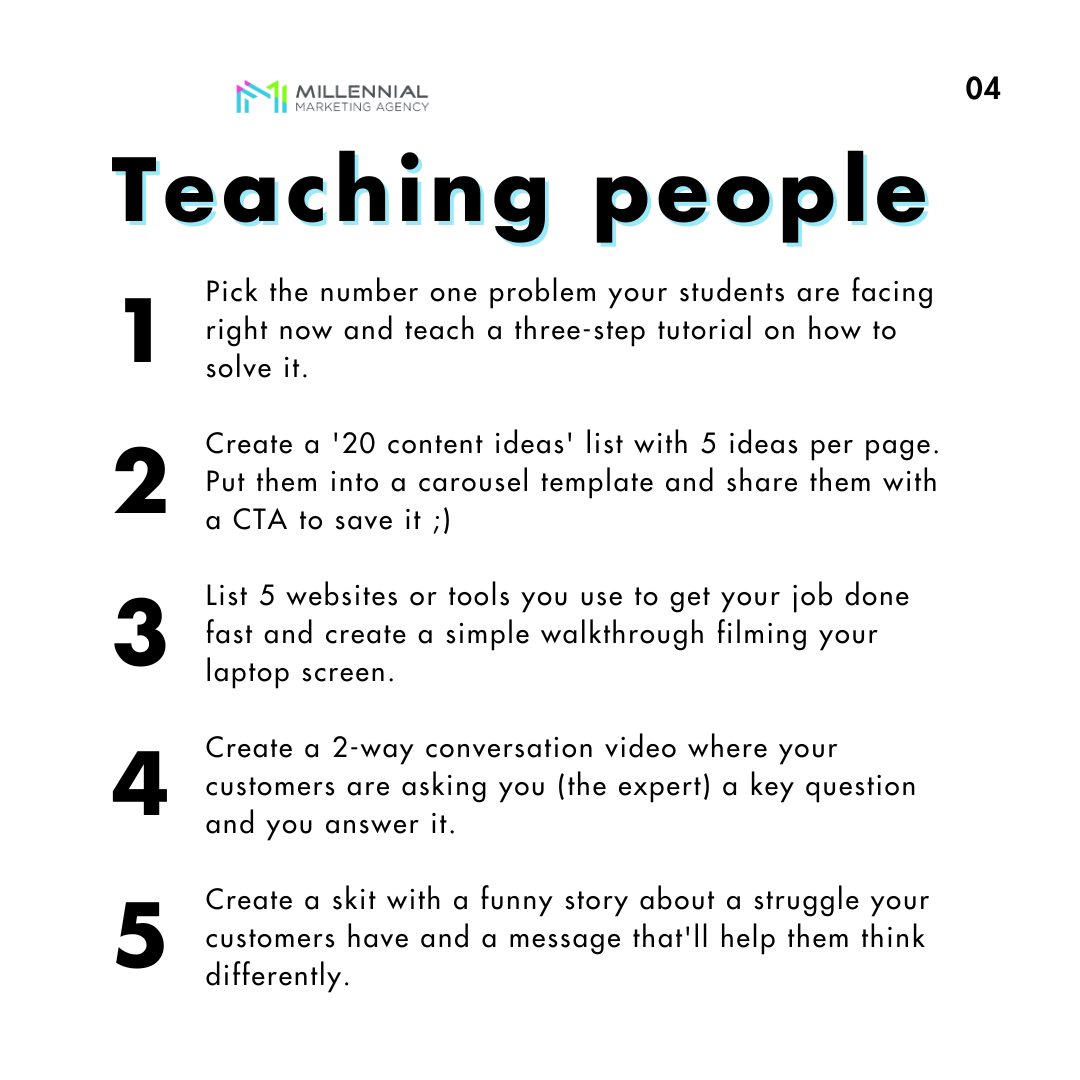 MILLENNIAL
MARKETING AGENCY
04
Teaching people
1
Pick the number one problem your students are facing
right now and teach a three-step tutorial on how to
solve it.
2
Create a '20 content ideas' list with 5 ideas per page.
Put them into a carousel template and share them with
a CTA to save it ;)
3
List 5 websites or tools you use to get your job done
fast and create a simple walkthrough filming your
laptop screen.
4
Create a 2-way conversation video where your
customers are asking you (the expert) a key question
and you answer it.
5
Create a skit with a funny story about a struggle your
customers have and a message that'll help them think
differently.